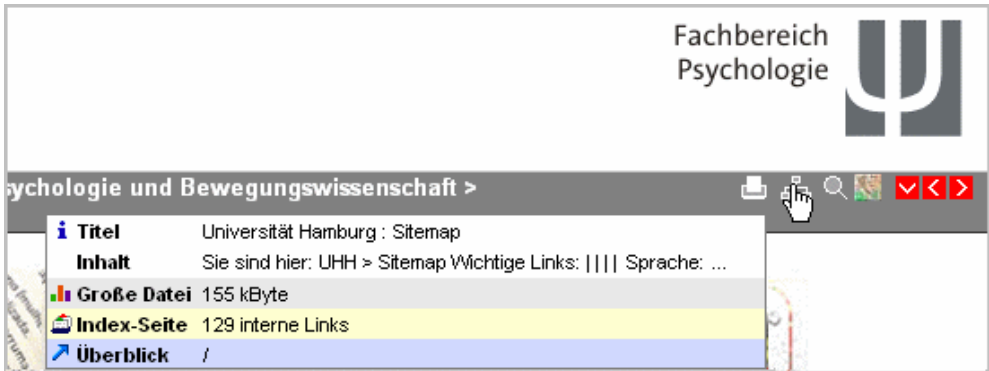 Fachbereich
Psychologie
sychologie und Bewegungswissenschaft >
Titel Universität Hamburg : Sitemap
Inhalt Sie sind hier: UHH > Sitemap Wichtige Links: | | | | Sprache: ...
Große Datei 155 kByte
Index-Seite 129 interne Links
Überblick /